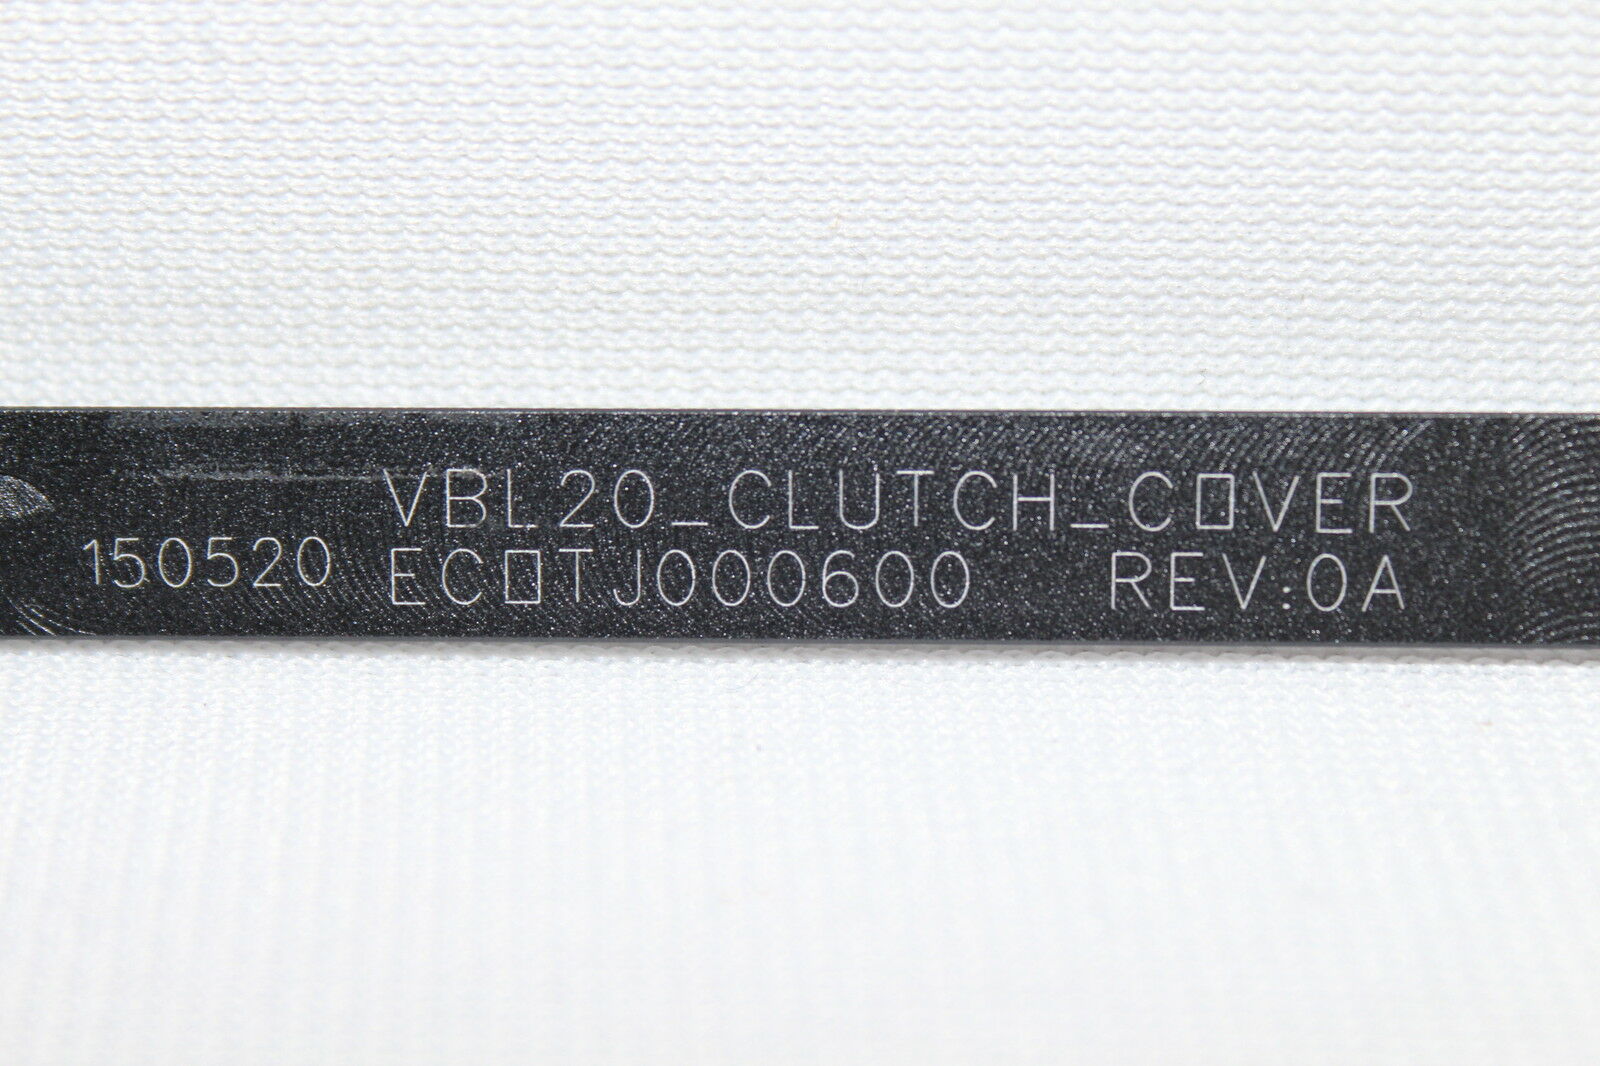 VBL20_CLUTCH_C▯VER
150520 EC▯TJ000600 REV:0A